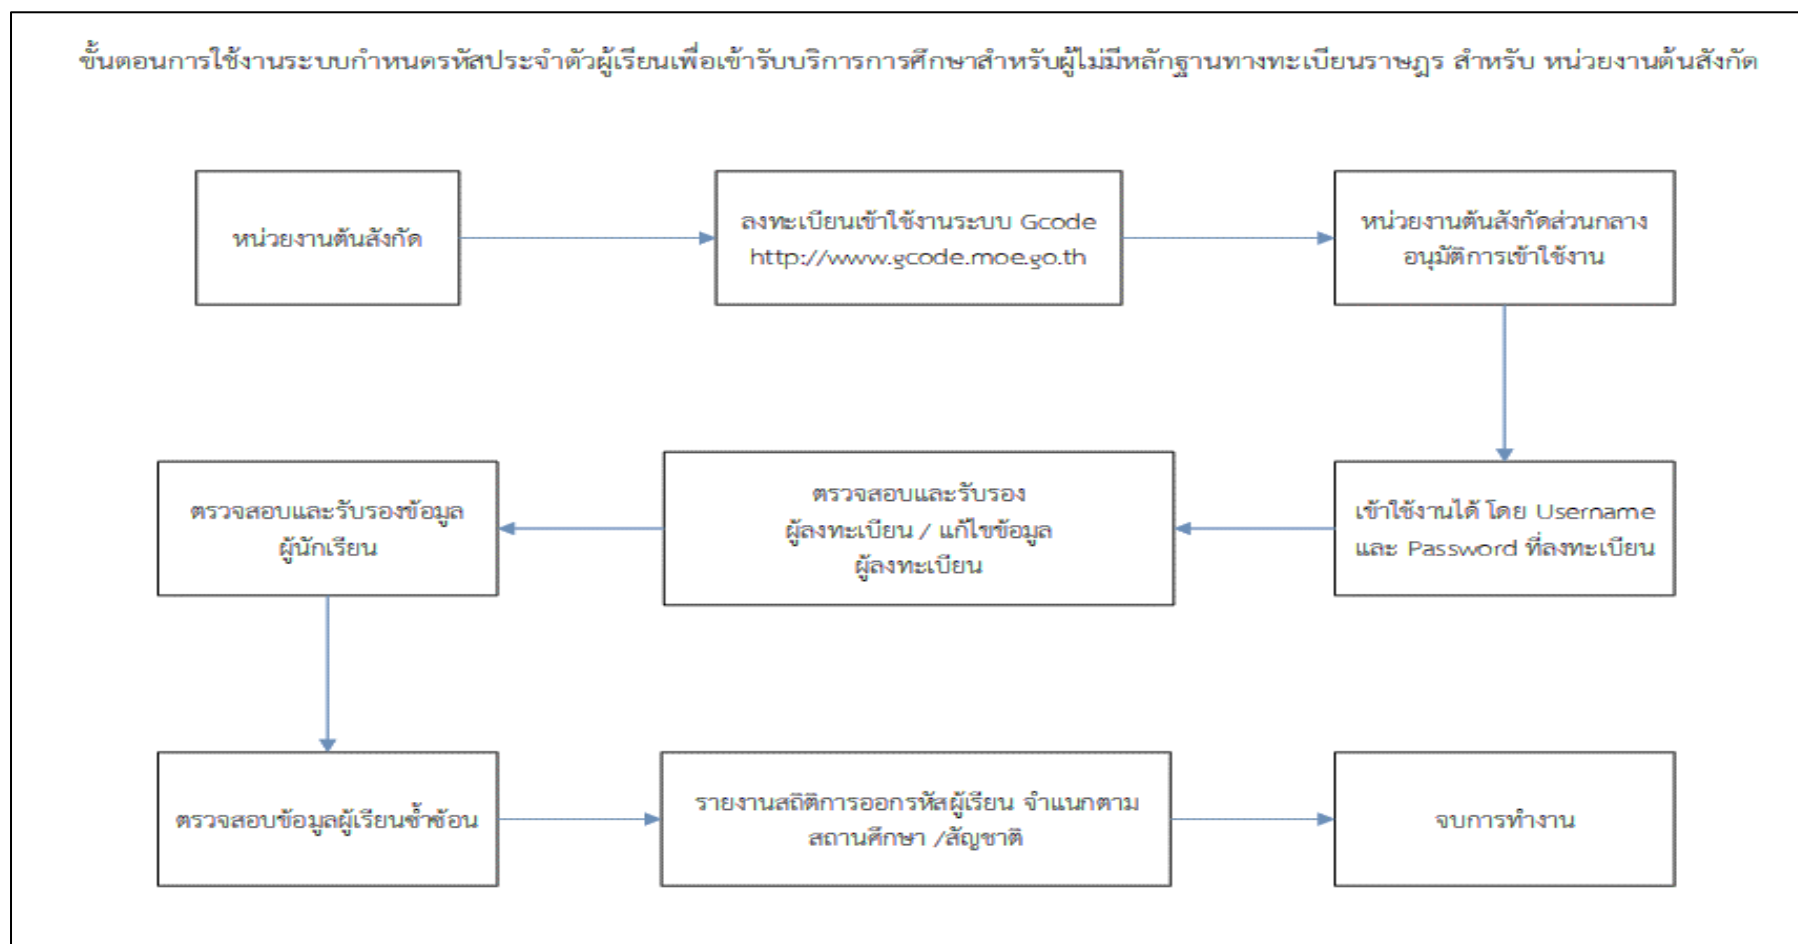 ขั้นตอนการใช้งานระบบกำหนดรหัสประจำตัวผู้เรียนเพื่อเข้ารับบริการการศึกษาสำหรับผู้ไม่มีหลักฐานทางทะเบียนราษฎร สำหรับ หน่วยงานต้นสังกัด
หน่วยงานต้นสังกัด
ลงทะเบียนเข้าใช้งานระบบ Gcode
http://www.gcode.moe.go.th
หน่วยงานต้นสังกัดส่วนกลาง
อนุมัติการเข้าใช้งาน
เข้าใช้งานได้ โดย Username
และ Password ที่ลงทะเบียน
ตรวจสอบและรับรอง
ผู้ลงทะเบียน / แก้ไขข้อมูล
ผู้ลงทะเบียน
ตรวจสอบและรับรองข้อมูล
ผู้นักเรียน
ตรวจสอบข้อมูลผู้เรียนซ้ำซ้อน
รายงานสถิติการออกรหัสผู้เรียน จำแนกตาม
สถานศึกษา /สัญชาติ
จบการทำงาน